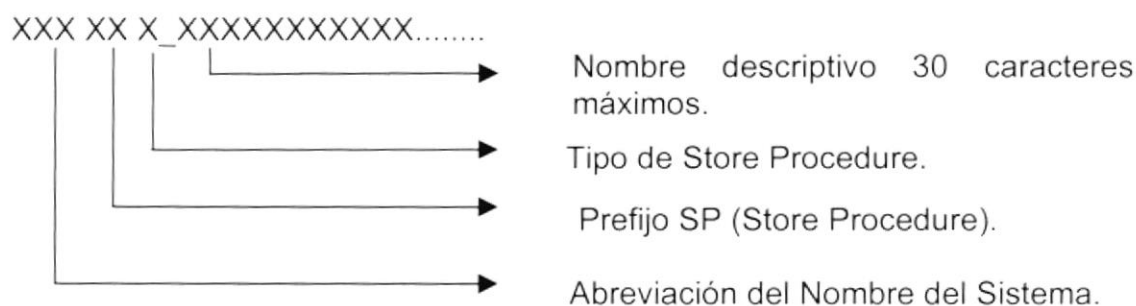 XXX XX X_XXXXXXXXXXX........
Nombre descriptivo 30 caracteres
máximos.
Tipo de Store Procedure.
Prefijo SP (Store Procedure).
Abreviación del Nombre del Sistema.